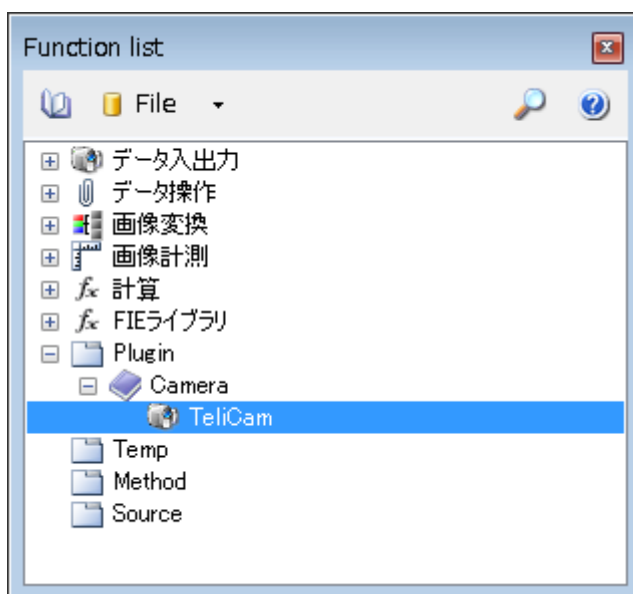 Function list
File
データ入出力
データ操作
画像変換
画像計測
fx 計算
fx FIEライブラリ
Plugin
Camera
TeliCam
Temp
Method
Source